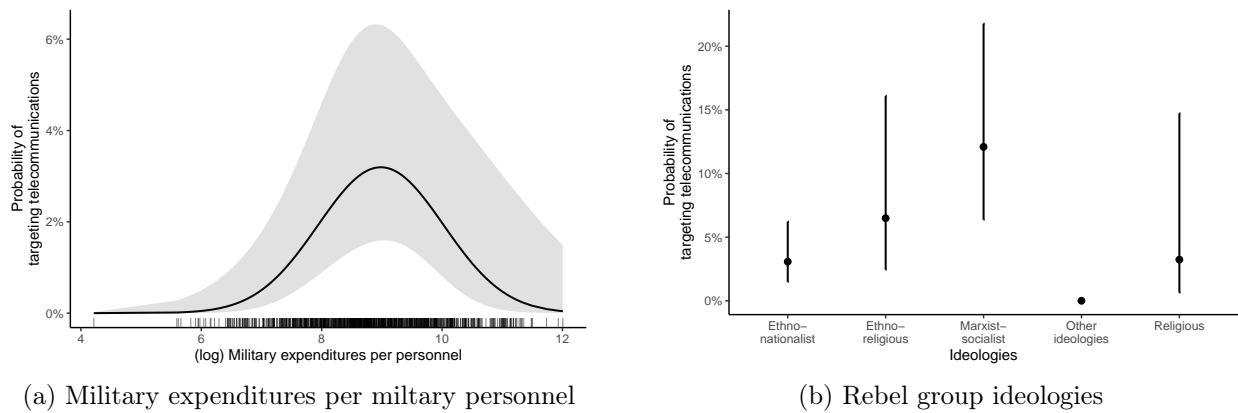 Probability of
targeting telecommunications
6%
4%
2%
0%
4
6
8
10
12
(log) Military expenditures per personnel
(a) Military expenditures per miltary personnel
Probability of
targeting telecommunications
20%
15%
10%
5%
0%
Ethno–
nationalist
Ethno–
religious
Marxist–
socialist
Other
ideologies
Religious
Ideologies
(b) Rebel group ideologies